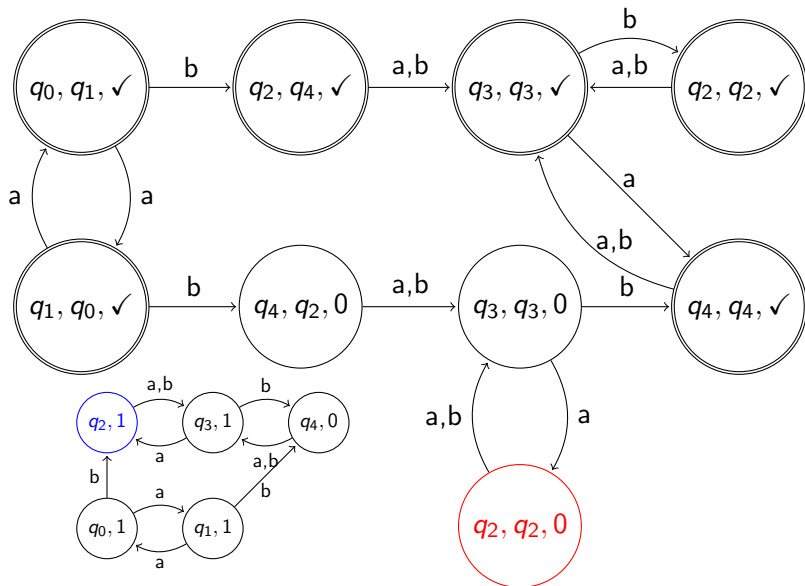 b
q₀, q₁, ✓ b q₂, q₄, ✓ a,b q₃, q₃, ✓ a,b q₂, q₂, ✓
a a a
a,b
q₁, q₀, ✓ b q₄, q₂, 0 a,b q₃, q₃, 0 b q₄, q₄, ✓
a,b b
q₂, 1 q₃, 1 q₄, 0
a,b a
a a,b
b b
a
q₀, 1 q₁, 1
a
q₂, q₂, 0